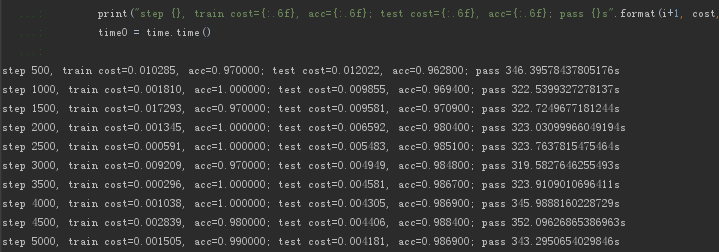 print("step {}, train cost={:.6f}, acc={:.6f}; test cost={:.6f}, acc={:.6f}; pass {}s".format(i+1, cost,
time0 = time.time()
step 500, train cost=0.010285, acc=0.970000; test cost=0.012022, acc=0.962800; pass 346.39578437805176s
step 1000, train cost=0.001810, acc=1.000000; test cost=0.009855, acc=0.969400; pass 322.5399327278137s
step 1500, train cost=0.017293, acc=0.970000; test cost=0.009581, acc=0.970900; pass 322.7249677181244s
step 2000, train cost=0.001345, acc=1.000000; test cost=0.006592, acc=0.980400; pass 323.03099966049194s
step 2500, train cost=0.000591, acc=1.000000; test cost=0.005483, acc=0.985100; pass 323.7637815475464s
step 3000, train cost=0.009209, acc=0.970000; test cost=0.004949, acc=0.984800; pass 319.5827646255493s
step 3500, train cost=0.000296, acc=1.000000; test cost=0.004581, acc=0.986700; pass 323.9109010696411s
step 4000, train cost=0.001038, acc=1.000000; test cost=0.004305, acc=0.986900; pass 345.9888160228729s
step 4500, train cost=0.002839, acc=0.980000; test cost=0.004406, acc=0.988400; pass 352.09626865386963s
step 5000, train cost=0.001505, acc=0.990000; test cost=0.004181, acc=0.986900; pass 343.2950654029846s